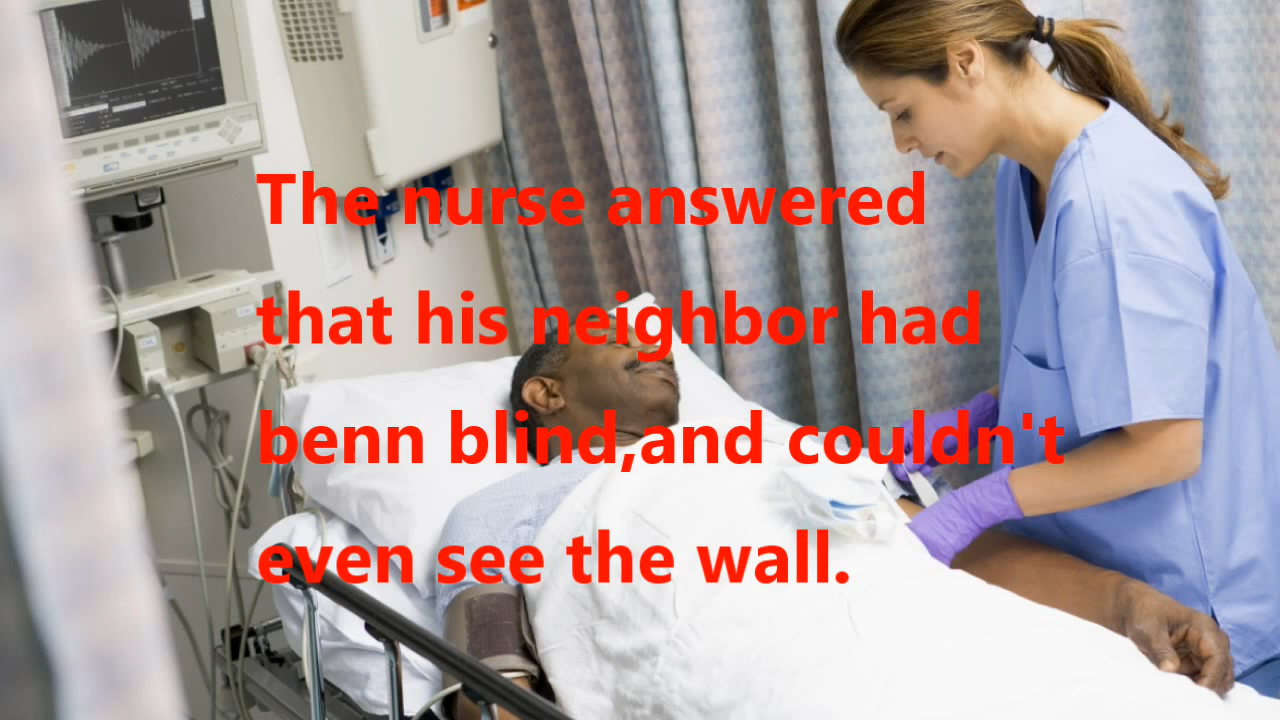 The nurse answered
that his neighbor had
benn blind,and couldn't
even see the wall.